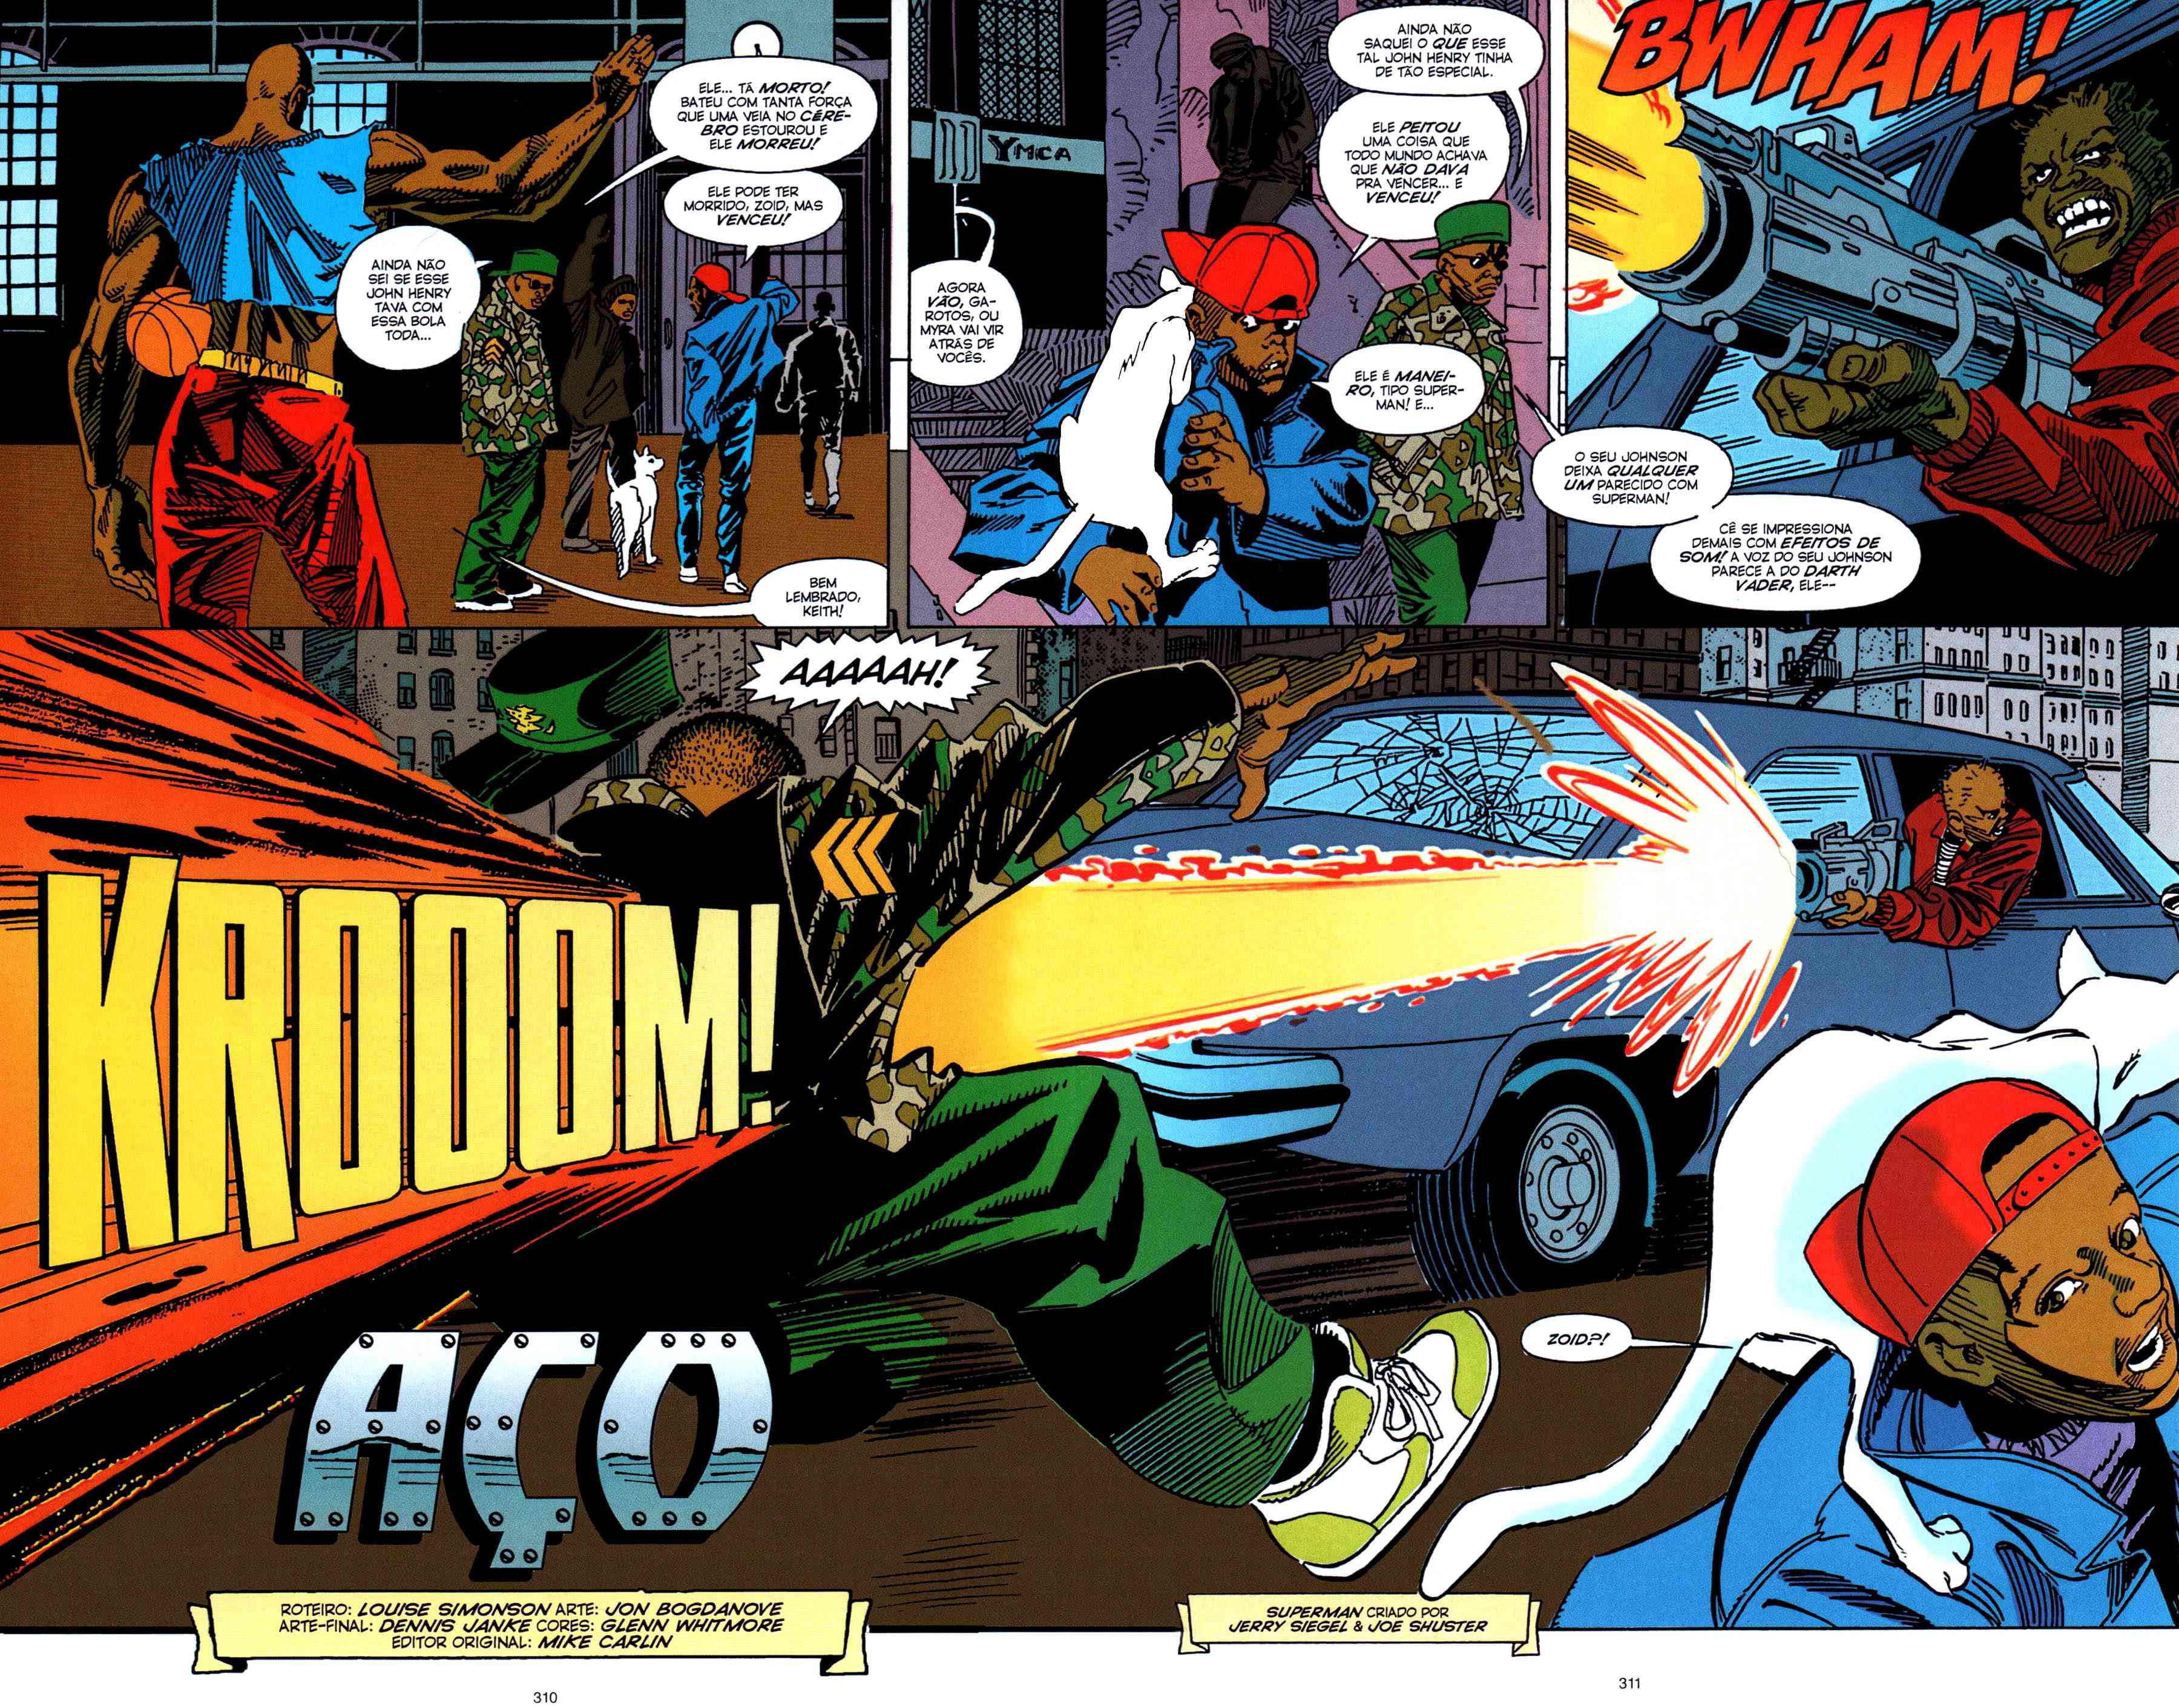 ELE... TÁ MORTO!
BATEU COM TANTA FORÇA
QUE UMA VEIA NO CÉRE-
BRO ESTOUROU E
ELE MORREU!
ELE PODE TER
MORRIDO, ZOID, MAS
VENCEU!
AINDA NÃO
SEI SE ESSE
JOHN HENRY
TAVA COM
ESSA BOLA
TODA...
BEM
LEMBRADO,
KEITH!
YMCA
AGORA
VÃO, GA-
ROTOS, OU
MYRA VAI VIR
ATRÁS DE
VOCÊS.
AINDA NÃO
SAQUEI O QUE ESSE
TAL JOHN HENRY TINHA
DE TÃO ESPECIAL.
ELE PEITOU
UMA COISA QUE
TODO MUNDO ACHAVA
QUE NÃO DAVA
PRA VENCER... E
VENCEU!
ELE É MANEI-
RO, TIPO SUPER-
MAN! E...
O SEU JOHNSON
DEIXA QUALQUER
UM PARECIDO COM
SUPERMAN!
CÊ SE IMPRESSIONA
DEMAIS COM EFEITOS DE
SOM! A VOZ DO SEU JOHNSON
PARECE A DO DARTH
VADER, ELE--
BWHAM!
AAAAAH!
KROOOM!
ZOID?!
AÇO
ROTEIRO: LOUISE SIMONSON ARTE: JON BOGDANOVE
ARTE-FINAL: DENNIS JANKE CORES: GLENN WHITMORE
EDITOR ORIGINAL: MIKE CARLIN
SUPERMAN CRIADO POR
JERRY SIEGEL & JOE SHUSTER
310
311